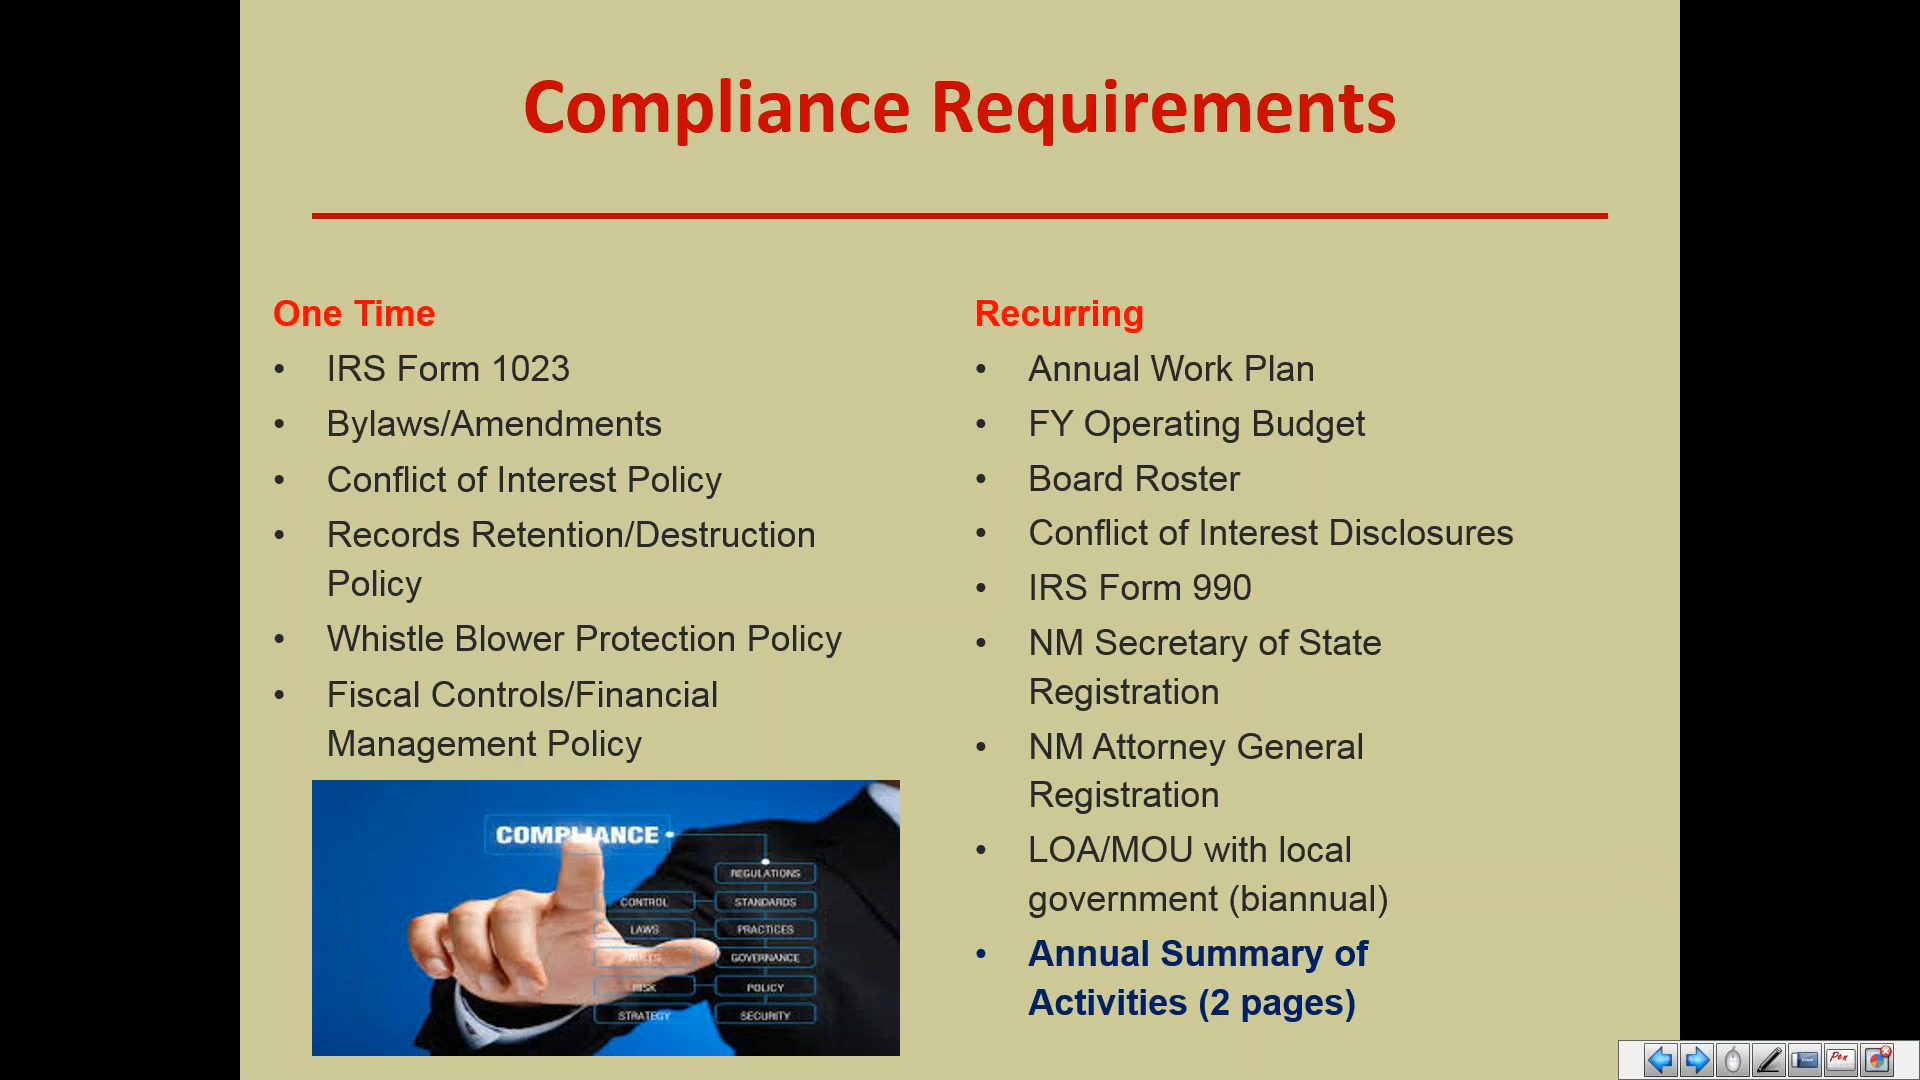 Compliance Requirements
One Time
• IRS Form 1023
• Bylaws/Amendments
• Conflict of Interest Policy
• Records Retention/Destruction
Policy
• Whistle Blower Protection Policy
• Fiscal Controls/Financial
Management Policy
COMPLIANCE
REGULATIONS
CONTROL STANDARDS
LAWS PRACTICES
RULES GOVERNANCE
RISK POLICY
STRATEGY SECURITY
Recurring
• Annual Work Plan
• FY Operating Budget
• Board Roster
• Conflict of Interest Disclosures
• IRS Form 990
• NM Secretary of State
Registration
• NM Attorney General
Registration
• LOA/MOU with local
government (biannual)
• Annual Summary of
Activities (2 pages)
Pen